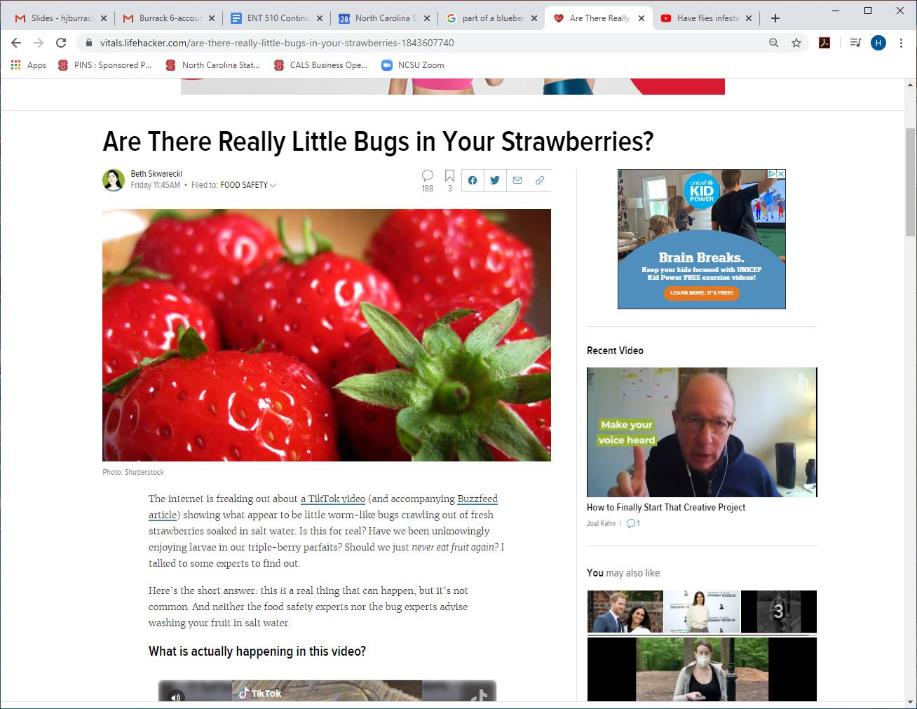 Slides - hjburrac
Burrack 6-accour
ENT 510 Contin
North Carolina S
part of a bluebe
Are There Really
Have flies infest
vitals.lifehacker.com/are-there-really-little-bugs-in-your-strawberries-1843607740
H
Apps
PINS : Sponsored P...
North Carolina Stat...
CALS Business Ope...
NCSU Zoom
Are There Really Little Bugs in Your Strawberries?
Beth Skwarecki
Friday 11:45AM • Filed to: FOOD SAFETY
188
3
Photo: Shutterstock
The internet is freaking out about a TikTok video (and accompanying Buzzfeed
article) showing what appear to be little worm-like bugs crawling out of fresh
strawberries soaked in salt water. Is this for real? Have we been unknowingly
enjoying larvae in our triple-berry parfaits? Should we just never eat fruit again? I
talked to some experts to find out.
Here's the short answer: this is a real thing that can happen, but it's not
common. And neither the food safety experts nor the bug experts advise
washing your fruit in salt water.
What is actually happening in this video?
TikTok
unicef
KID
POWER
Brain Breaks.
Keep your kids focused with UNICEF
Kid Power FREE exercise videos!
LEARN MORE, IT'S FREE!
Recent Video
Make your
voice heard
How to Finally Start That Creative Project
Joel Kahn | 1
You may also like
3